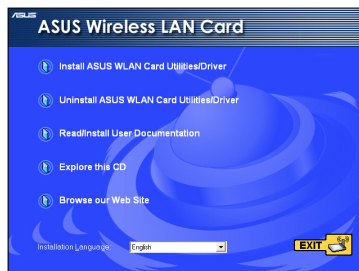 ASUS
ASUS Wireless LAN Card
Install ASUS WLAN Card Utilities/Driver
Uninstall ASUS WLAN Card Utilities/Driver
Read/Install User Documentation
Explore this CD
Browse our Web Site
Installation Language: English
EXIT